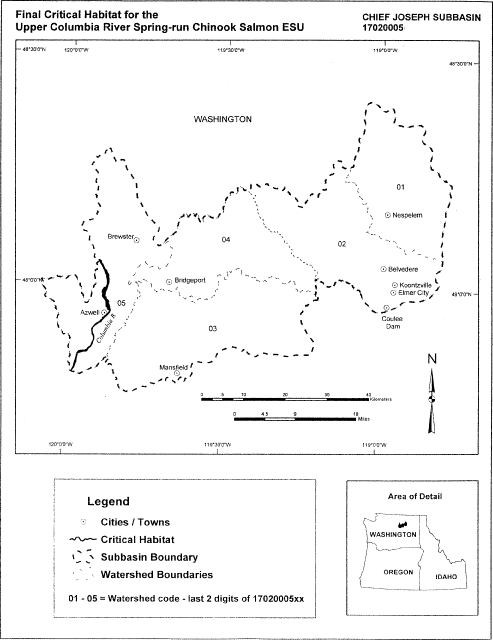 Final Critical Habitat for the
Upper Columbia River Spring-run Chinook Salmon ESU
CHIEF JOSEPH SUBBASIN
17020005
120°0'0"W
119°30'0"W
119°0'0"W
48°30'0"N
48°30'0"N
WASHINGTON
01
Nespelem
Brewster
04
02
Belvedere
48°0'0"N
Bridgeport
Koontzville
Elmer City
48°0'0"N
05
Azwell
Columbia R
Coulee
Dam
03
Mansfield
N
0 5 10 20 30 40
Kilometers
0 4.5 9 18
Miles
120°0'0"W
119°30'0"W
119°0'0"W
Legend
Cities / Towns
Critical Habitat
Subbasin Boundary
Watershed Boundaries
01 - 05 = Watershed code - last 2 digits of 17020005xx
Area of Detail
WASHINGTON
OREGON
IDAHO